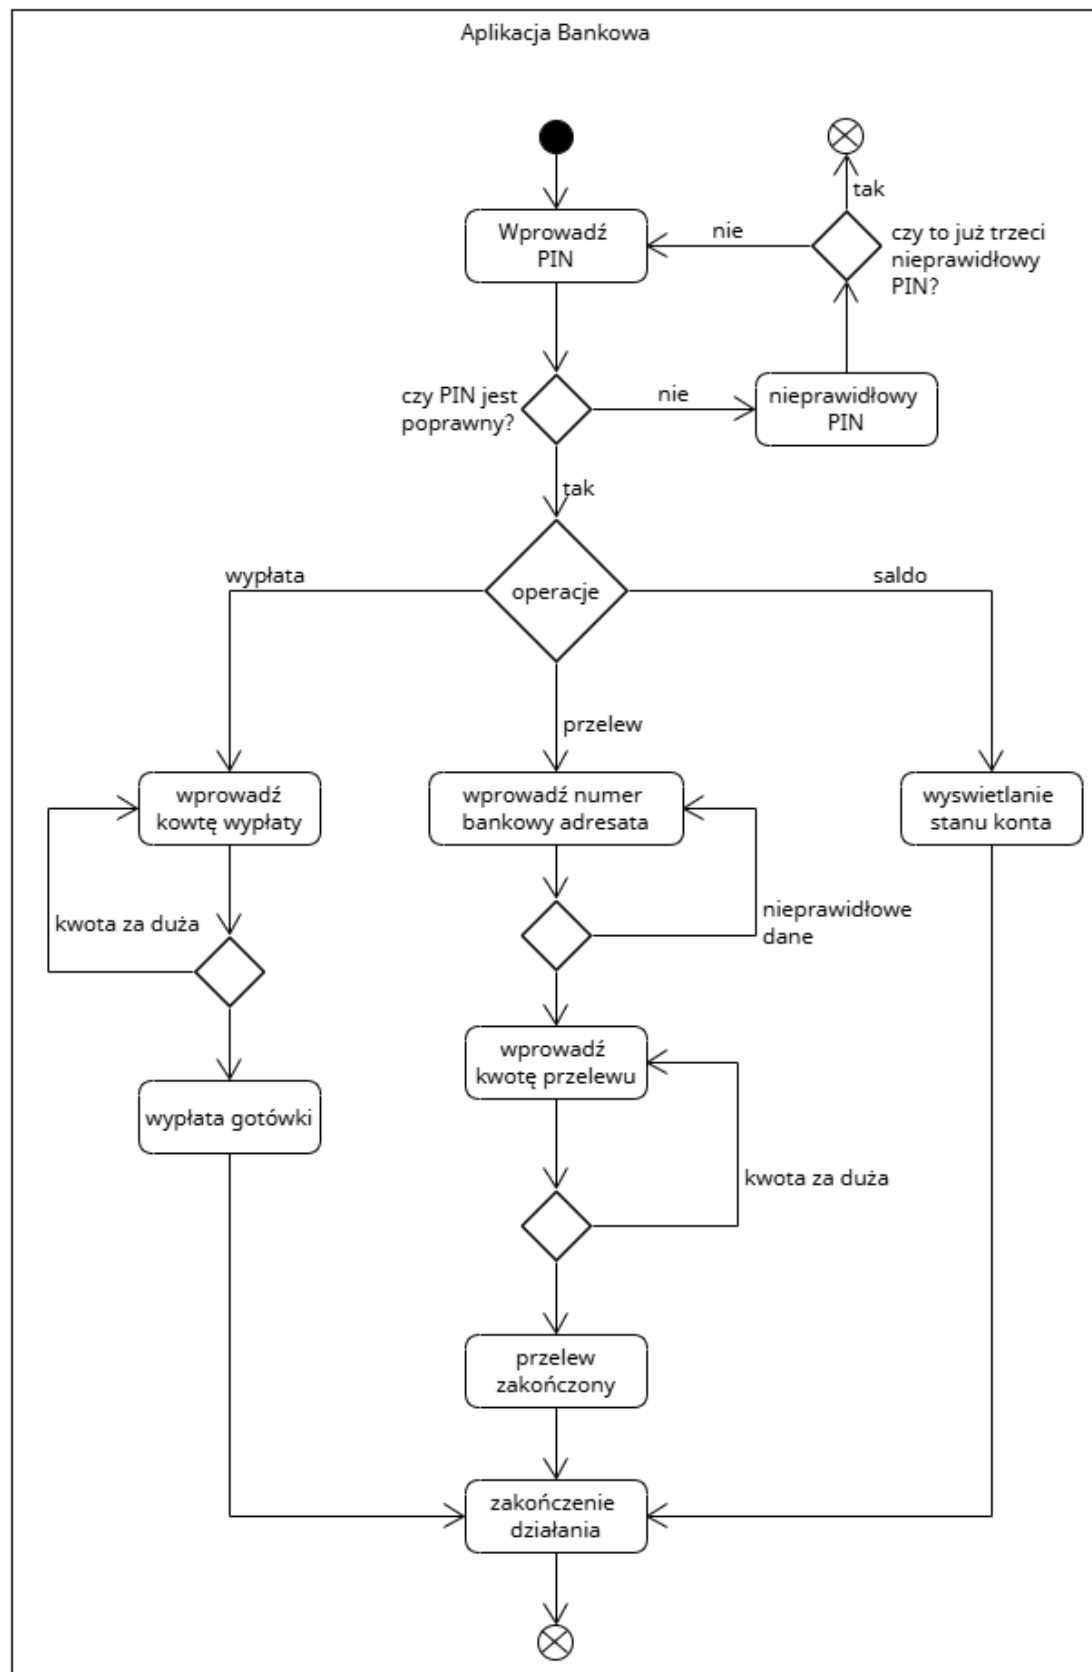 Aplikacja Bankowa
tak
Wprowadź
PIN
nie
czy to już trzeci
nieprawidłowy
PIN?
czy PIN jest
poprawny?
nie
nieprawidłowy
PIN
tak
wypłata
operacje
saldo
przelew
wprowadź
kowtę wypłaty
wprowadź numer
bankowy adresata
wyswietlanie
stanu konta
kwota za duża
nieprawidłowe
dane
wprowadź
kwotę przelewu
wypłata gotówki
kwota za duża
przelew
zakończony
zakończenie
działania